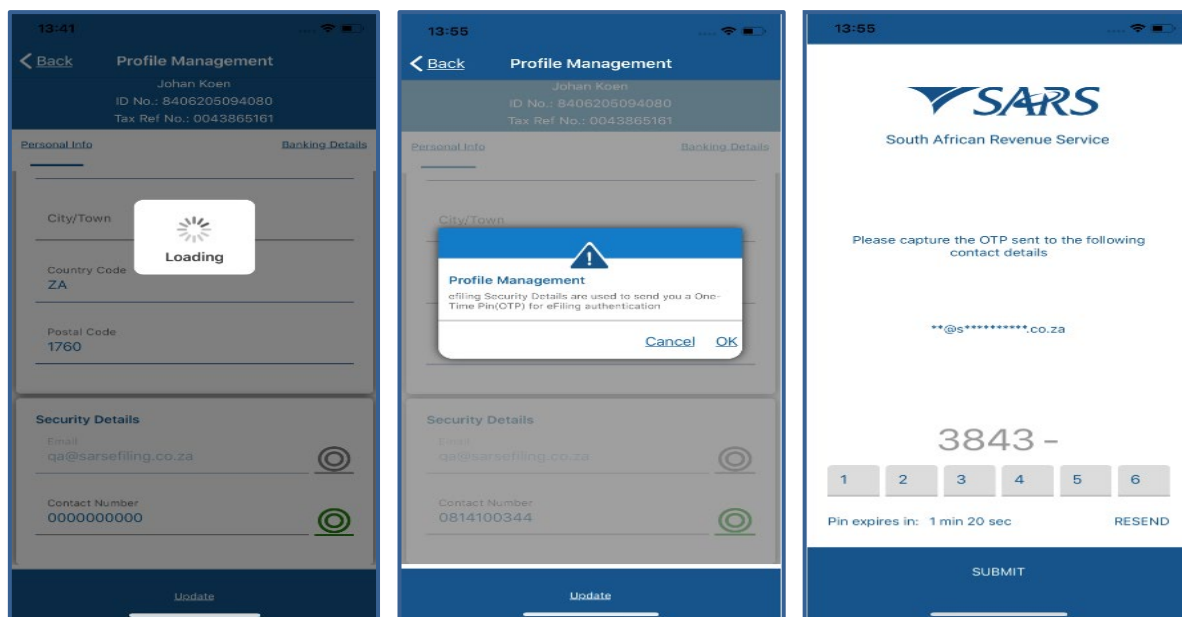 13:41
Back
Profile Management
Johan Koen
ID No.: 8406205094080
Tax Ref No.: 0043865161
Personal Info
Banking Details
City/Town
Loading
Country Code
ZA
Postal Code
1760
Security Details
Email
qa@sarsefiling.co.za
Contact Number
0000000000
Update
13:55
Back
Profile Management
Johan Koen
ID No.: 8406205094080
Tax Ref No.: 0043865161
Personal Info
Banking Details
City/Town
Profile Management
efiling Security Details are used to send you a One-
Time Pin(OTP) for eFiling authentication
Cancel OK
Security Details
Email
qa@sarsefiling.co.za
Contact Number
0814100344
Update
13:55
SARS
South African Revenue Service
Please capture the OTP sent to the following
contact details
**@s**********.co.za
3843 -
1 2 3 4 5 6
Pin expires in: 1 min 20 sec
RESEND
SUBMIT